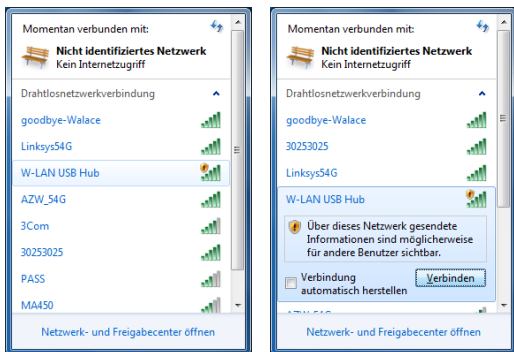 Momentan verbunden mit:
Nicht identifiziertes Netzwerk
Kein Internetzugriff
Drahtlosnetzwerkverbindung
goodbye-Walace
Linksys54G
W-LAN USB Hub
AZW_54G
3Com
30253025
PASS
MA450
Netzwerk- und Freigabecenter öffnen
Momentan verbunden mit:
Nicht identifiziertes Netzwerk
Kein Internetzugriff
Drahtlosnetzwerkverbindung
goodbye-Walace
30253025
Linksys54G
W-LAN USB Hub
Über dieses Netzwerk gesendete
Informationen sind möglicherweise
für andere Benutzer sichtbar.
Verbindung
automatisch herstellen
Verbinden
Netzwerk- und Freigabecenter öffnen